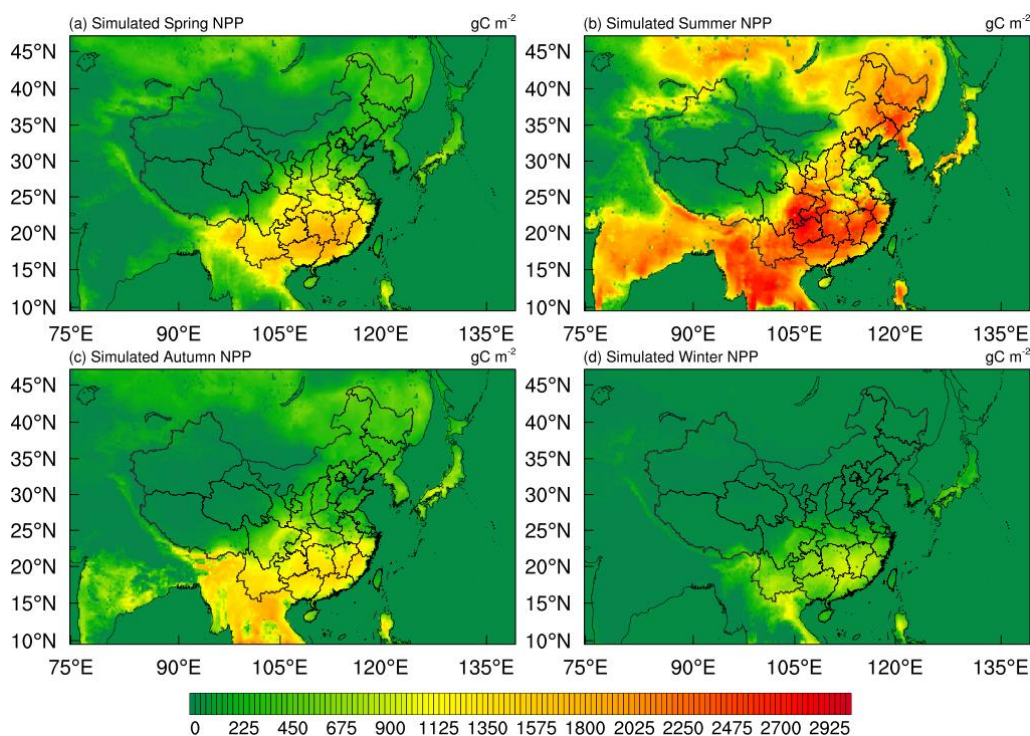 (a) Simulated Spring NPP gC m⁻² (b) Simulated Summer NPP gC m⁻²
45°N 45°N
40°N 40°N
35°N 35°N
30°N 30°N
25°N 25°N
20°N 20°N
15°N 15°N
10°N 10°N
75°E 90°E 105°E 120°E 135°E 75°E 90°E 105°E 120°E 135°E
(c) Simulated Autumn NPP gC m⁻² (d) Simulated Winter NPP gC m⁻²
45°N 45°N
40°N 40°N
35°N 35°N
30°N 30°N
25°N 25°N
20°N 20°N
15°N 15°N
10°N 10°N
75°E 90°E 105°E 120°E 135°E 75°E 90°E 105°E 120°E 135°E
0 225 450 675 900 1125 1350 1575 1800 2025 2250 2475 2700 2925